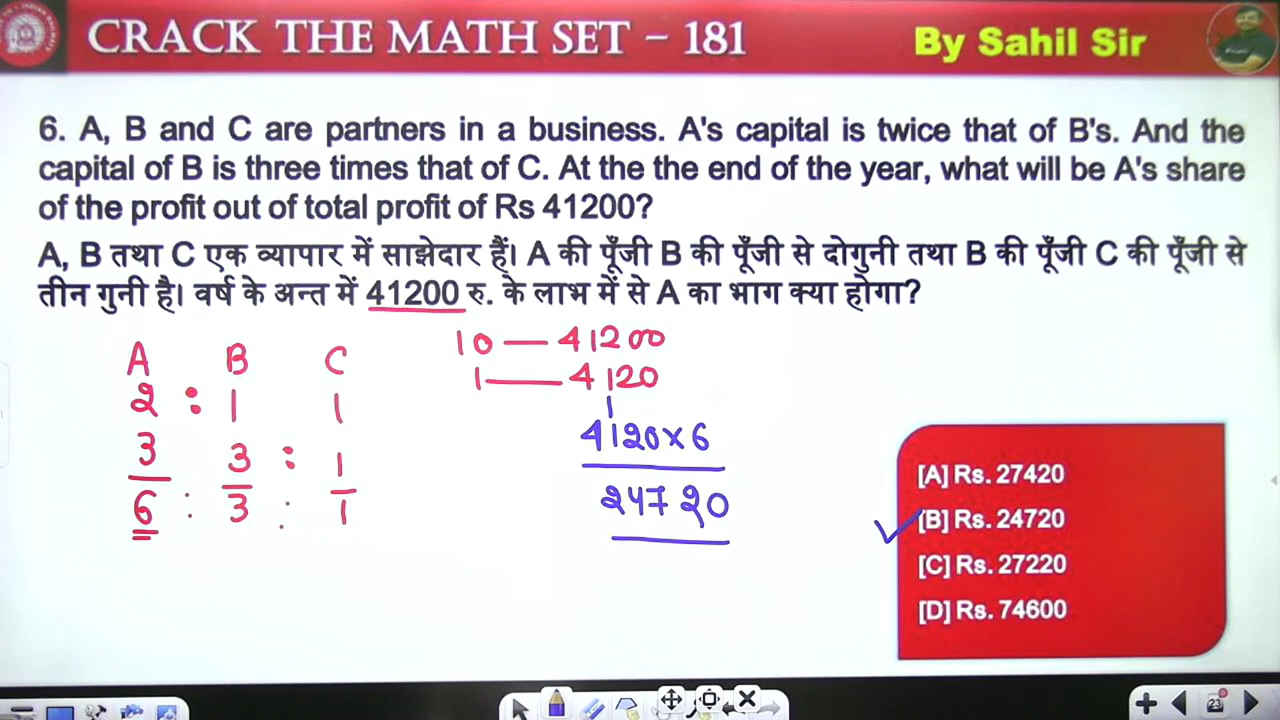 CRACK THE MATH SET – 181
By Sahil Sir
6. A, B and C are partners in a business. A's capital is twice that of B's. And the
capital of B is three times that of C. At the the end of the year, what will be A's share
of the profit out of total profit of Rs 41200?
A, B तथा C एक व्यापार में साझेदार हैं। A की पूँजी B की पूँजी से दोगुनी तथा B की पूँजी C की पूँजी से
तीन गुनी है। वर्ष के अन्त में 41200 रु. के लाभ में से A का भाग क्या होगा?
A B C
2 : 1 1
3 3 : 1
6 : 3 : 1
10 — 41200
1 — 4120
1
4120×6
24720
[A] Rs. 27420
[B] Rs. 24720
[C] Rs. 27220
[D] Rs. 74600
23